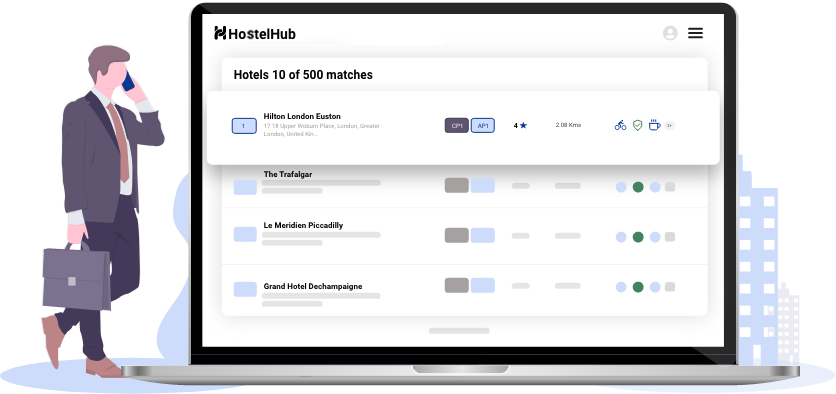 HostelHub
Hotels 10 of 500 matches
1
Hilton London Euston
17 18 Upper Woburn Place, London, Greater
London, United Kin...
CP1
AP1
4
2.08 Kms
The Trafalgar
Le Meridien Piccadilly
Grand Hotel Dechampaigne